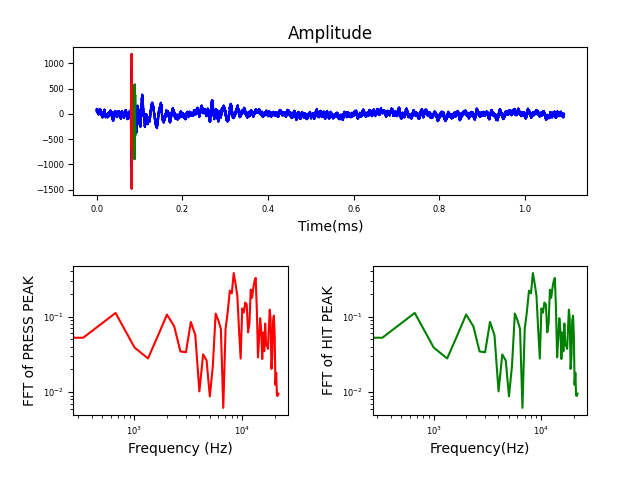 Amplitude
1000
500
0
−500
−1000
−1500
0.0 0.2 0.4 0.6 0.8 1.0
Time(ms)
FFT of PRESS PEAK
10⁻¹
10⁻²
10³ 10⁴
Frequency (Hz)
FFT of HIT PEAK
10⁻¹
10⁻²
10³ 10⁴
Frequency(Hz)